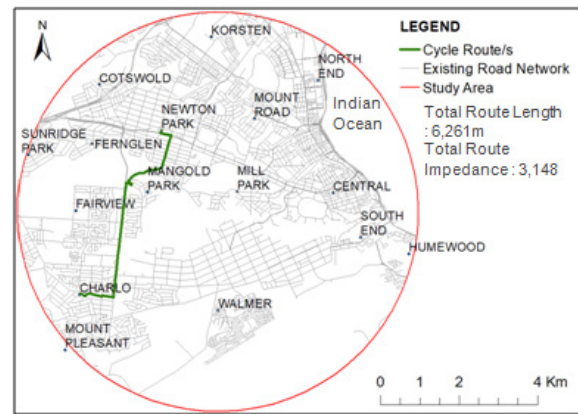 N
KORSTEN
COTSWOLD
NORTH
END
NEWTON
PARK
MOUNT
ROAD
Indian
Ocean
SUNRIDGE
PARK
FERNGLEN
MANGOLD
PARK
MILL
PARK
CENTRAL
FAIRVIEW
SOUTH
END
HUMEWOOD
CHARLO
WALMER
MOUNT
PLEASANT
LEGEND
Cycle Route/s
Existing Road Network
Study Area
Total Route Length
: 6,261m
Total Route
Impedance : 3,148
0 1 2 4 Km